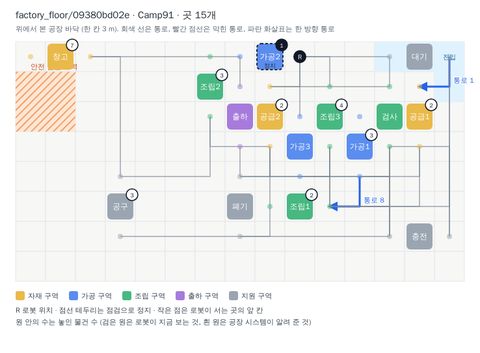 factory_floor/09380bd02e · Camp91 · 곳 15개
위에서 본 공장 바닥 (한 칸 3 m). 회색 선은 통로, 빨간 점선은 막힌 통로, 파란 화살표는 한 방향 통로
창고 7
가공2 1
R
대기
진입
안전
조립2 3
통로 1
출하
공급2 2
조립3 4
검사
공급1 2
가공3
가공1 3
공구 3
폐기
조립1 2
통로 8
충전
자재 구역
가공 구역
조립 구역
출하 구역
지원 구역
R 로봇 위치 · 점선 테두리는 점검으로 정지 · 작은 점은 로봇이 서는 곳의 앞 칸
원 안의 수는 놓인 물건 수 (검은 원은 로봇이 지금 보는 것, 흰 원은 공장 시스템이 알려 준 것)